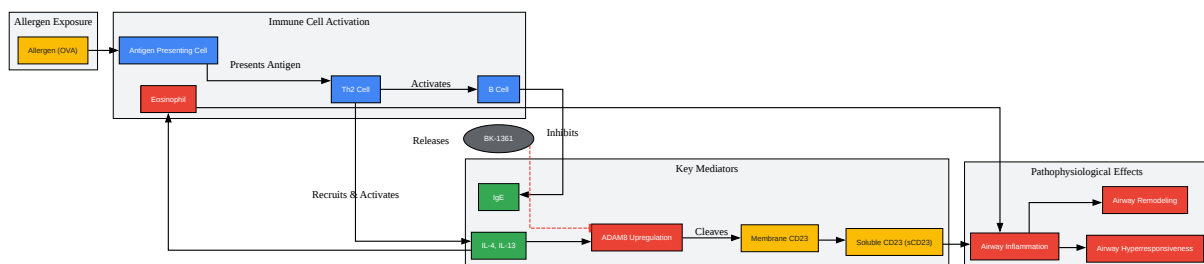 Allergen Exposure
Allergen (OVA)
Immune Cell Activation
Antigen Presenting Cell
Presents Antigen
Th2 Cell
Activates
B Cell
Eosinophil
Releases
BK-1361
Inhibits
Recruits & Activates
Key Mediators
IgE
IL-4, IL-13
ADAM8 Upregulation
Cleaves
Membrane CD23
Soluble CD23 (sCD23)
Pathophysiological Effects
Airway Remodeling
Airway Inflammation
Airway Hyperresponsiveness